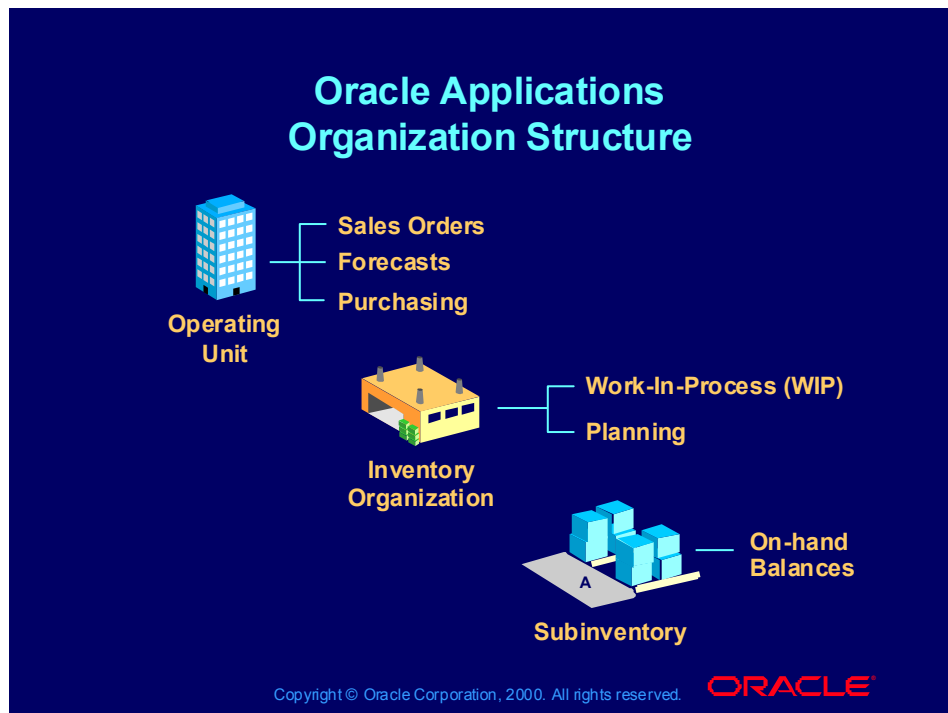 Oracle Applications
Organization Structure
Sales Orders
Forecasts
Purchasing
Operating
Unit
Work-In-Process (WIP)
Planning
Inventory
Organization
On-hand
Balances
A
Subinventory
Copyright © Oracle Corporation, 2000. All rights reserved.
ORACLE®